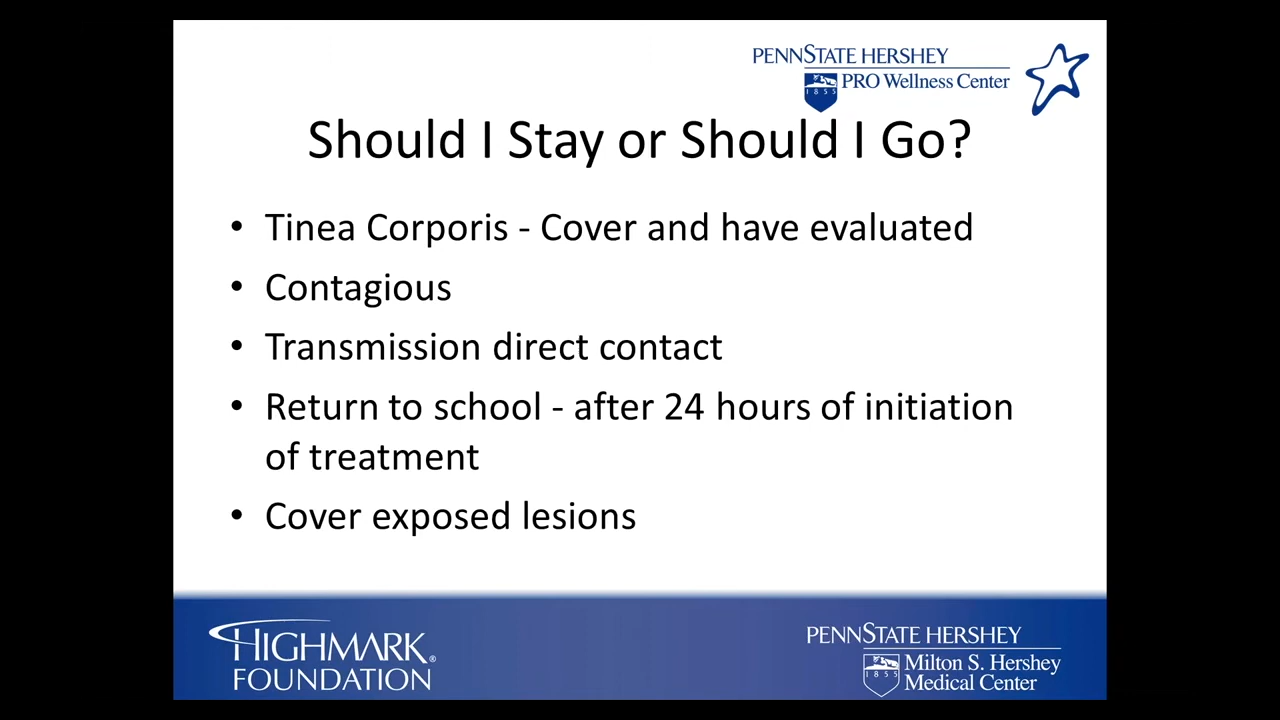 PENNSTATE HERSHEY
PRO Wellness Center
1855
Should I Stay or Should I Go?
• Tinea Corporis - Cover and have evaluated
• Contagious
• Transmission direct contact
• Return to school - after 24 hours of initiation
of treatment
• Cover exposed lesions
HIGHMARK®
FOUNDATION
PENNSTATE HERSHEY
1855
Milton S. Hershey
Medical Center